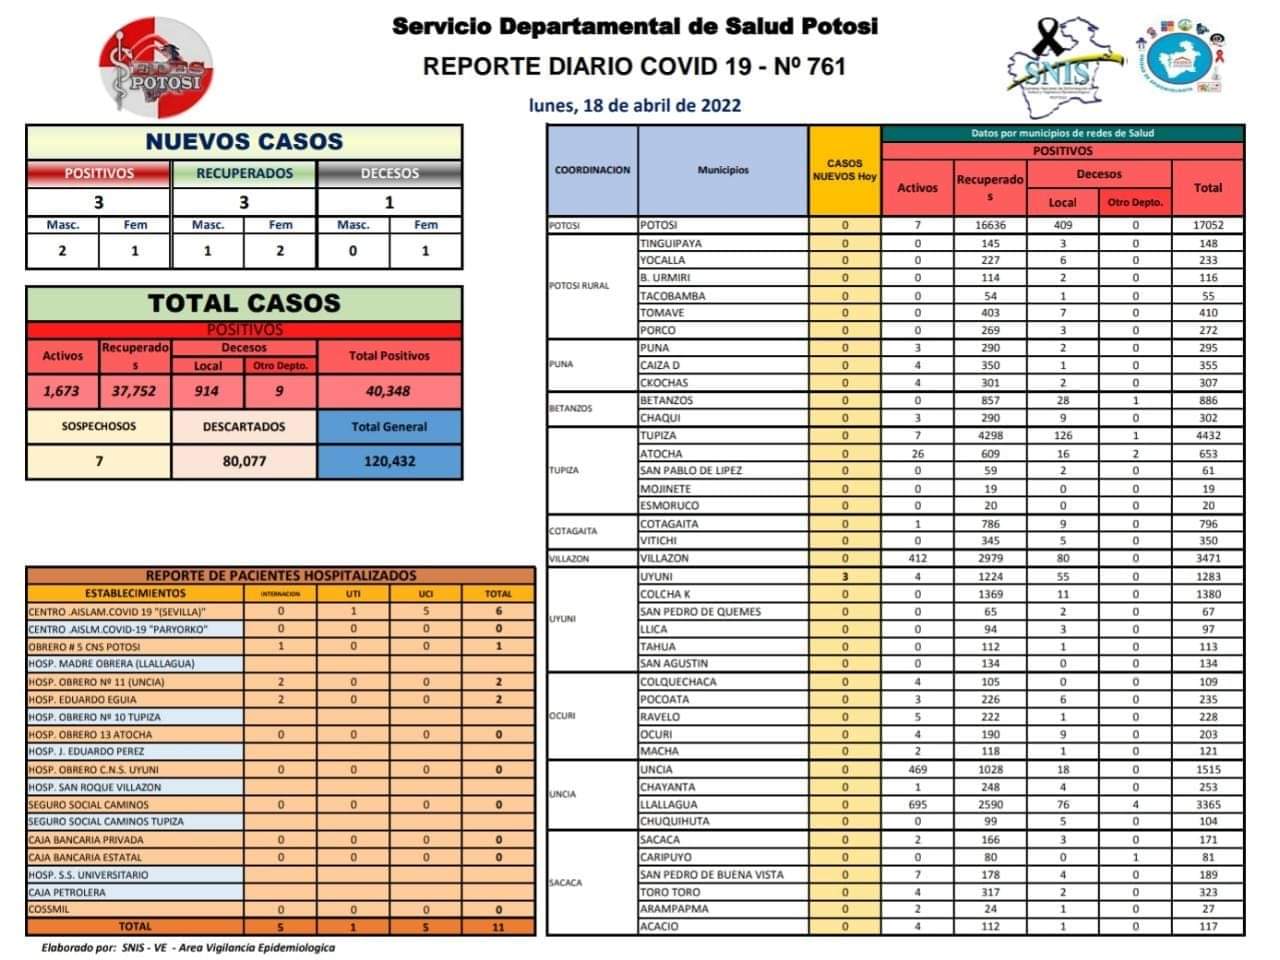 Servicio Departamental de Salud Potosi
REPORTE DIARIO COVID 19 - Nº 761
lunes, 18 de abril de 2022
SEDES
POTOSI
SNIS
NUEVOS CASOS
POSITIVOS RECUPERADOS DECESOS
3 3 1
Masc. Fem Masc. Fem Masc. Fem
2 1 1 2 0 1
TOTAL CASOS
POSITIVOS
Activos Recuperados Decesos Total Positivos
Local Otro Depto.
1,673 37,752 914 9 40,348
SOSPECHOSOS DESCARTADOS Total General
7 80,077 120,432
REPORTE DE PACIENTES HOSPITALIZADOS
ESTABLECIMIENTOS INTERNACION UTI UCI TOTAL
CENTRO .AISLAM.COVID 19 "(SEVILLA)" 0 1 5 6
CENTRO .AISLM.COVID-19 "PARYORKO" 0 0 0 0
OBRERO # 5 CNS POTOSI 1 0 0 1
HOSP. MADRE OBRERA (LLALLAGUA)
HOSP. OBRERO Nº 11 (UNCIA) 2 0 0 2
HOSP. EDUARDO EGUIA 2 0 0 2
HOSP. OBRERO Nº 10 TUPIZA
HOSP. OBRERO 13 ATOCHA 0 0 0 0
HOSP. J. EDUARDO PEREZ
HOSP. OBRERO C.N.S. UYUNI 0 0 0 0
HOSP. SAN ROQUE VILLAZON
SEGURO SOCIAL CAMINOS 0 0 0 0
SEGURO SOCIAL CAMINOS TUPIZA
CAJA BANCARIA PRIVADA 0 0 0 0
CAJA BANCARIA ESTATAL 0 0 0 0
HOSP. S.S. UNIVERSITARIO
CAJA PETROLERA
COSSMIL 0 0 0 0
TOTAL 5 1 5 11
Elaborado por: SNIS - VE - Area Vigilancia Epidemiologica
Datos por municipios de redes de Salud
COORDINACION Municipios CASOS NUEVOS Hoy POSITIVOS
Activos Recuperados Decesos Total
Local Otro Depto.
POTOSI POTOSI 0 7 16636 409 0 17052
POTOSI RURAL
TINGUIPAYA 0 0 145 3 0 148
YOCALLA 0 0 227 6 0 233
B. URMIRI 0 0 114 2 0 116
TACOBAMBA 0 0 54 1 0 55
TOMAVE 0 0 403 7 0 410
PORCO 0 0 269 3 0 272
PUNA
PUNA 0 3 290 2 0 295
CAIZA D 0 4 350 1 0 355
CKOCHAS 0 4 301 2 0 307
BETANZOS
BETANZOS 0 0 857 28 1 886
CHAQUI 0 3 290 9 0 302
TUPIZA
TUPIZA 0 7 4298 126 1 4432
ATOCHA 0 26 609 16 2 653
SAN PABLO DE LIPEZ 0 0 59 2 0 61
MOJINETE 0 0 19 0 0 19
ESMORUCO 0 0 20 0 0 20
COTAGAITA
COTAGAITA 0 1 786 9 0 796
VITICHI 0 0 345 5 0 350
VILLAZON VILLAZON 0 412 2979 80 0 3471
UYUNI
UYUNI 3 4 1224 55 0 1283
COLCHA K 0 0 1369 11 0 1380
SAN PEDRO DE QUEMES 0 0 65 2 0 67
LLICA 0 0 94 3 0 97
TAHUA 0 0 112 1 0 113
SAN AGUSTIN 0 0 134 0 0 134
OCURI
COLQUECHACA 0 4 105 0 0 109
POCOATA 0 3 226 6 0 235
RAVELO 0 5 222 1 0 228
OCURI 0 4 190 9 0 203
MACHA 0 2 118 1 0 121
UNCIA
UNCIA 0 469 1028 18 0 1515
CHAYANTA 0 1 248 4 0 253
LLALLAGUA 0 695 2590 76 4 3365
CHUQUIHUTA 0 0 99 5 0 104
SACACA
SACACA 0 2 166 3 0 171
CARIPUYO 0 0 80 0 1 81
SAN PEDRO DE BUENA VISTA 0 7 178 4 0 189
TORO TORO 0 4 317 2 0 323
ARAMPAPMA 0 2 24 1 0 27
ACACIO 0 4 112 1 0 117